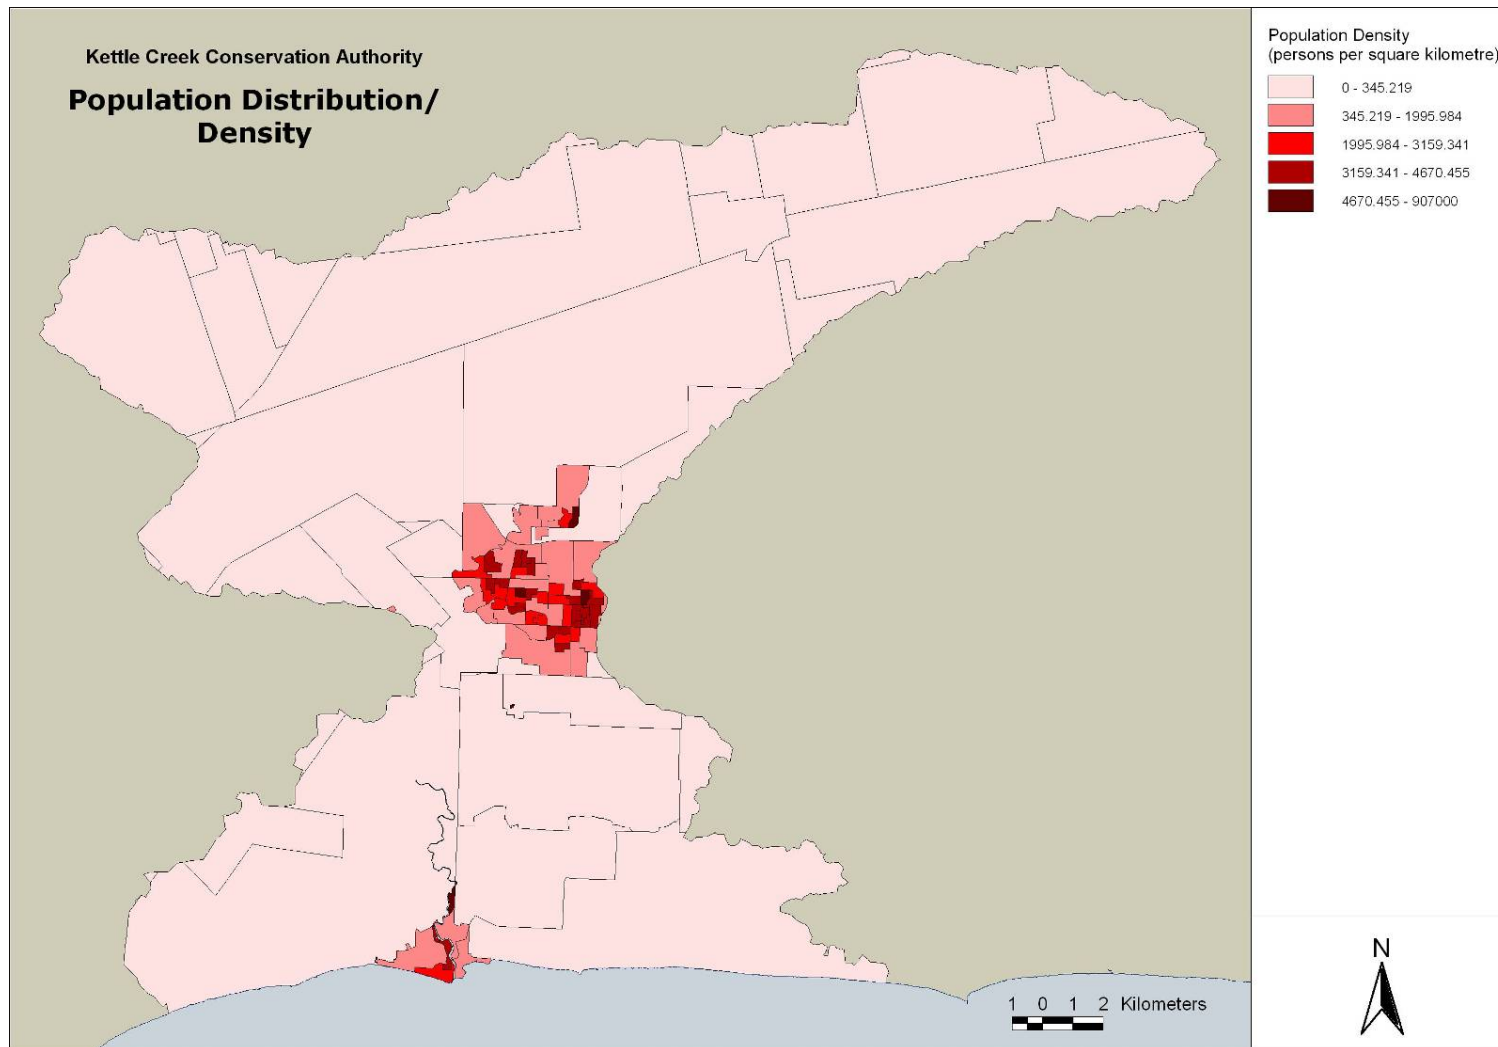 Kettle Creek Conservation Authority
Population Distribution/
Density
Population Density
(persons per square kilometre)
0 - 345.219
345.219 - 1995.984
1995.984 - 3159.341
3159.341 - 4670.455
4670.455 - 907000
N
1 0 1 2 Kilometers